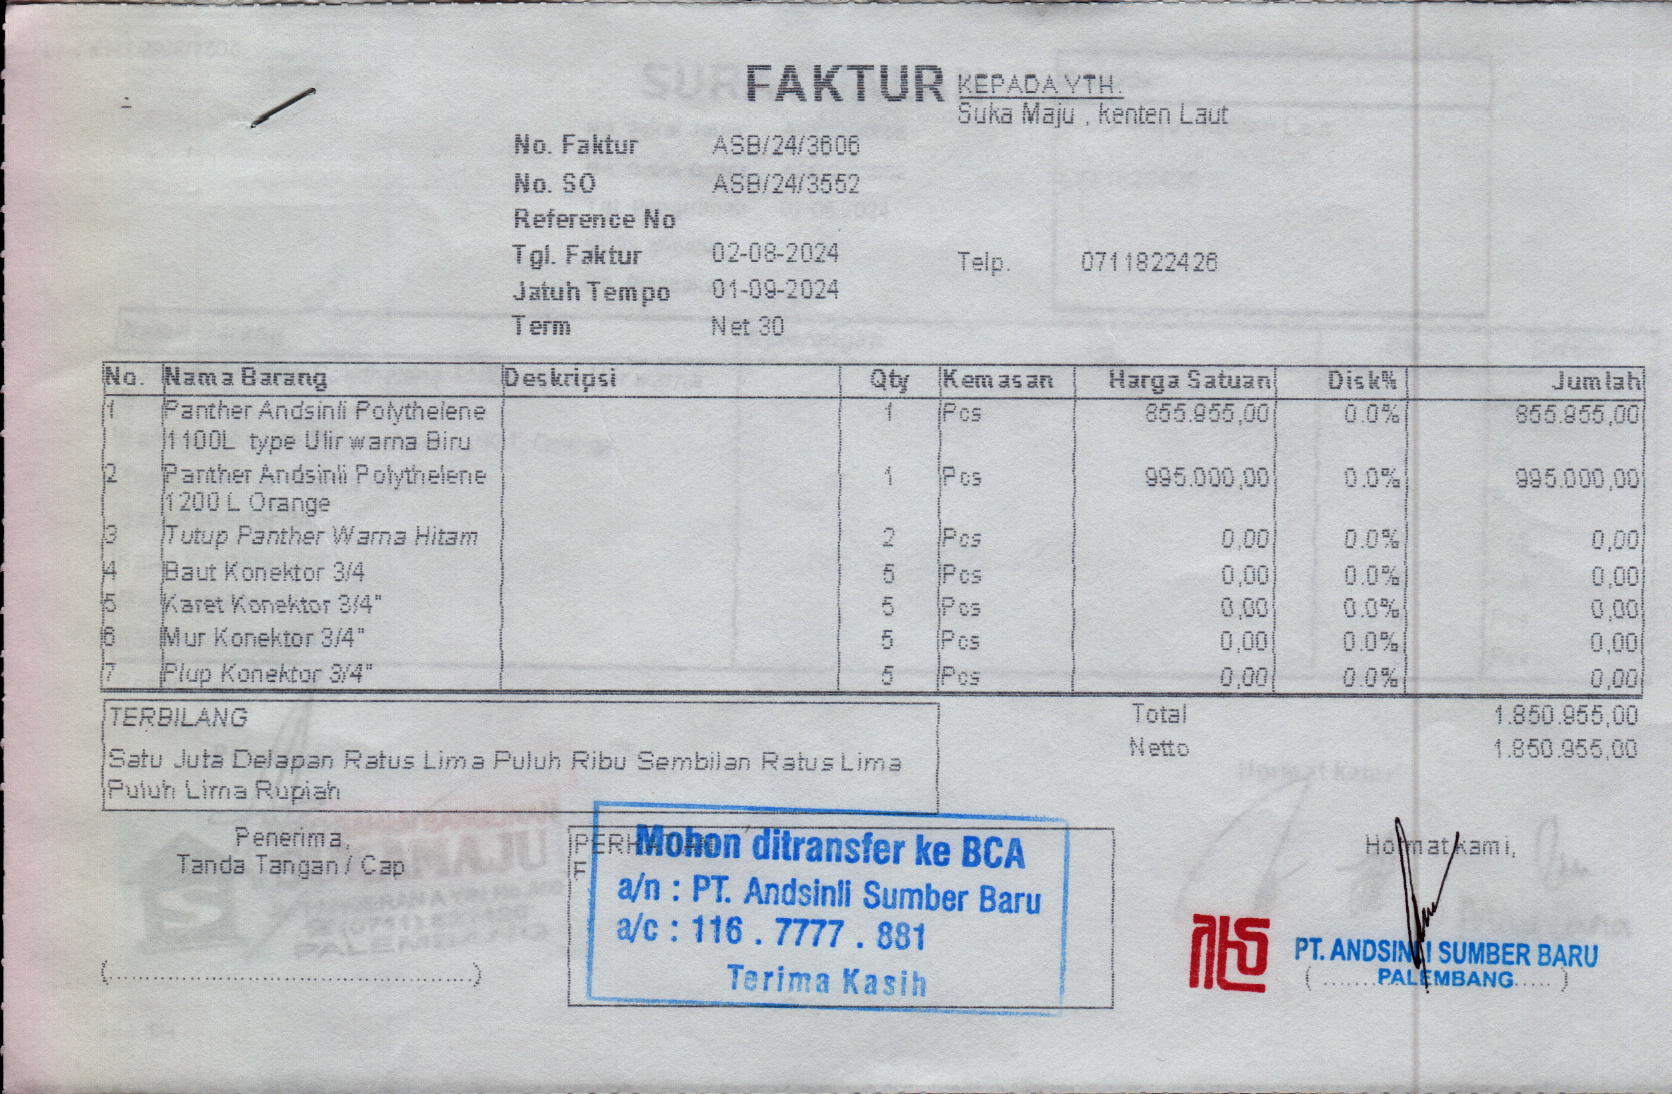 FAKTUR
KEPADA YTH.
Suka Maju , kenten Laut
No. Faktur ASB/24/3606
No. SO ASB/24/3552
Reference No
Tgl. Faktur 02-08-2024
Telp. 0711822426
Jatuh Tempo 01-09-2024
Term Net 30
No. Nama Barang Deskripsi Qty Kemasan Harga Satuan Disk% Jumlah
1 Panther Andsinli Polythelene 1 Pcs 855.955,00 0.0% 855.955,00
1100L type Ulir warna Biru
2 Panther Andsinli Polythelene 1 Pcs 995.000,00 0.0% 995.000,00
1200 L Orange
3 Tutup Panther Warna Hitam 2 Pcs 0,00 0.0% 0,00
4 Baut Konektor 3/4 5 Pcs 0,00 0.0% 0,00
5 Karet Konektor 3/4" 5 Pcs 0,00 0.0% 0,00
6 Mur Konektor 3/4" 5 Pcs 0,00 0.0% 0,00
7 Plup Konektor 3/4" 5 Pcs 0,00 0.0% 0,00
TERBILANG
Satu Juta Delapan Ratus Lima Puluh Ribu Sembilan Ratus Lima
Puluh Lima Rupiah
Total 1.850.955,00
Netto 1.850.955,00
Penerima,
Tanda Tangan / Cap
(..........................................)
Mohon ditransfer ke BCA
a/n : PT. Andsinli Sumber Baru
a/c : 116 . 7777 . 881
Terima Kasih
Hormat kami,
PT. ANDSINLI SUMBER BARU
PALEMBANG